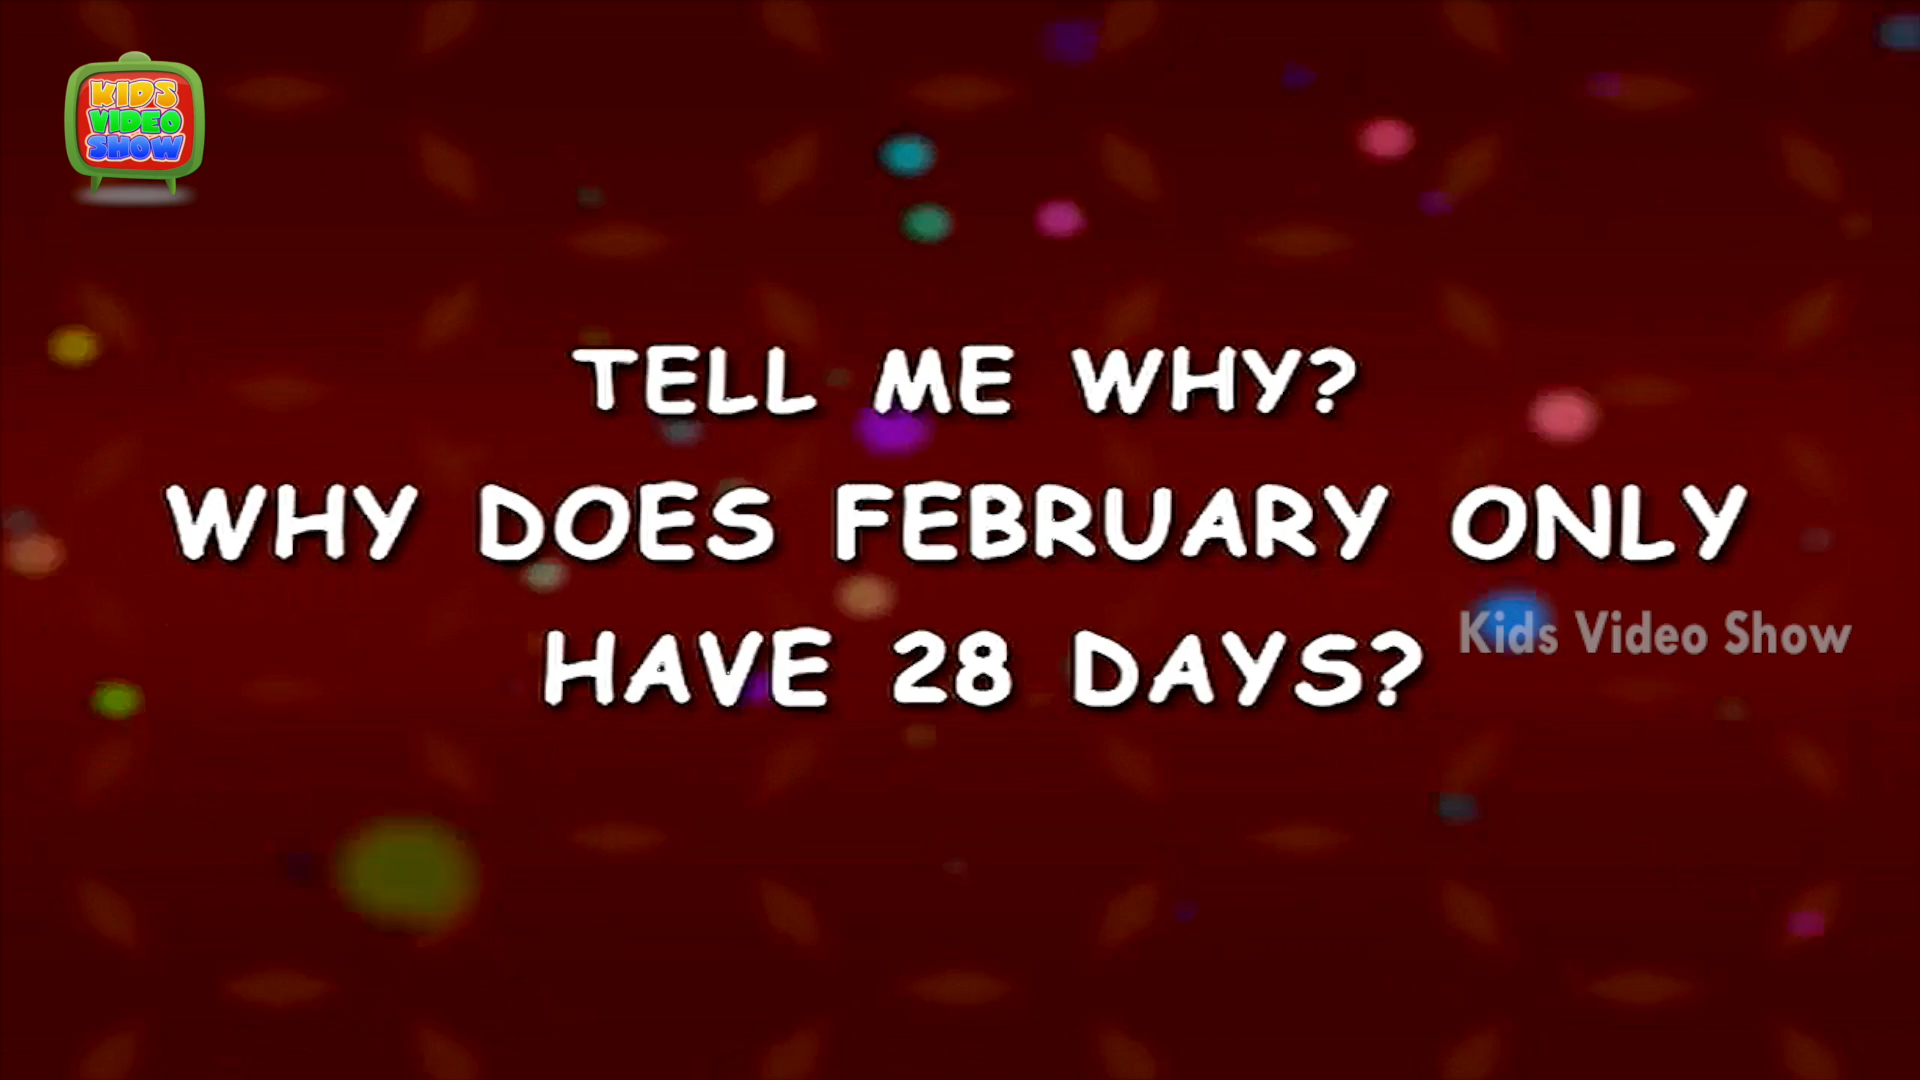 KIDS
VIDEO
SHOW
TELL ME WHY?
WHY DOES FEBRUARY ONLY
HAVE 28 DAYS?
Kids Video Show